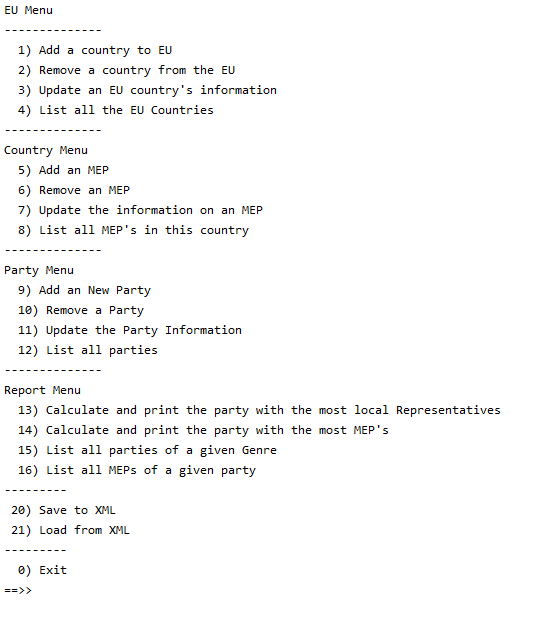 EU Menu
--------------
  1) Add a country to EU
  2) Remove a country from the EU
  3) Update an EU country's information
  4) List all the EU Countries
--------------
Country Menu
  5) Add an MEP
  6) Remove an MEP
  7) Update the information on an MEP
  8) List all MEP's in this country
--------------
Party Menu
  9) Add an New Party
  10) Remove a Party
  11) Update the Party Information
  12) List all parties
--------------
Report Menu
  13) Calculate and print the party with the most local Representatives
  14) Calculate and print the party with the most MEP's
  15) List all parties of a given Genre
  16) List all MEPs of a given party
---------
 20) Save to XML
 21) Load from XML
---------
  0) Exit
==>>